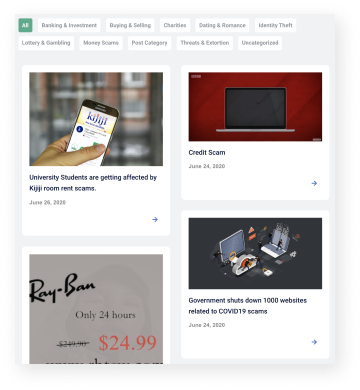 All
Banking & Investment
Buying & Selling
Charities
Dating & Romance
Identity Theft
Lottery & Gambling
Money Scams
Post Category
Threats & Extortion
Uncategorized
kijiji
University Students are getting affected by
Kijiji room rent scams.
June 26, 2020
Credit Scam
June 24, 2020
Ray-Ban
Only 24 hours
$249.90 $24.99
Government shuts down 1000 websites
related to COVID19 scams
June 24, 2020